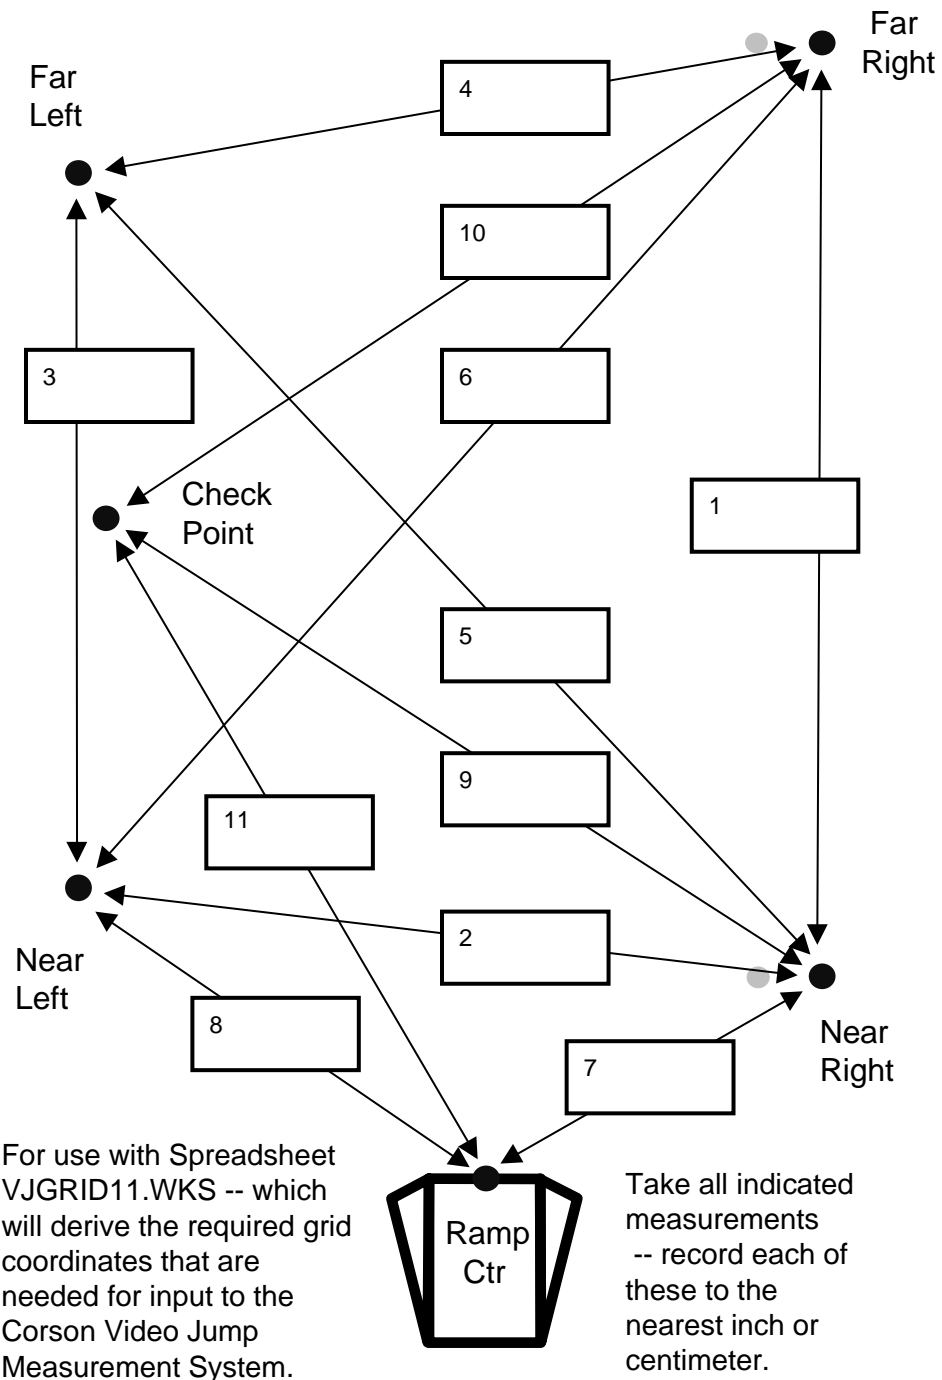 Far
Right
Far
Left
4
10
3
6
Check
Point
1
5
9
11
2
Near
Left
8
Near
Right
7
For use with Spreadsheet
VJGRID11.WKS -- which
will derive the required grid
coordinates that are
needed for input to the
Corson Video Jump
Measurement System.
Ramp
Ctr
Take all indicated
measurements
-- record each of
these to the
nearest inch or
centimeter.